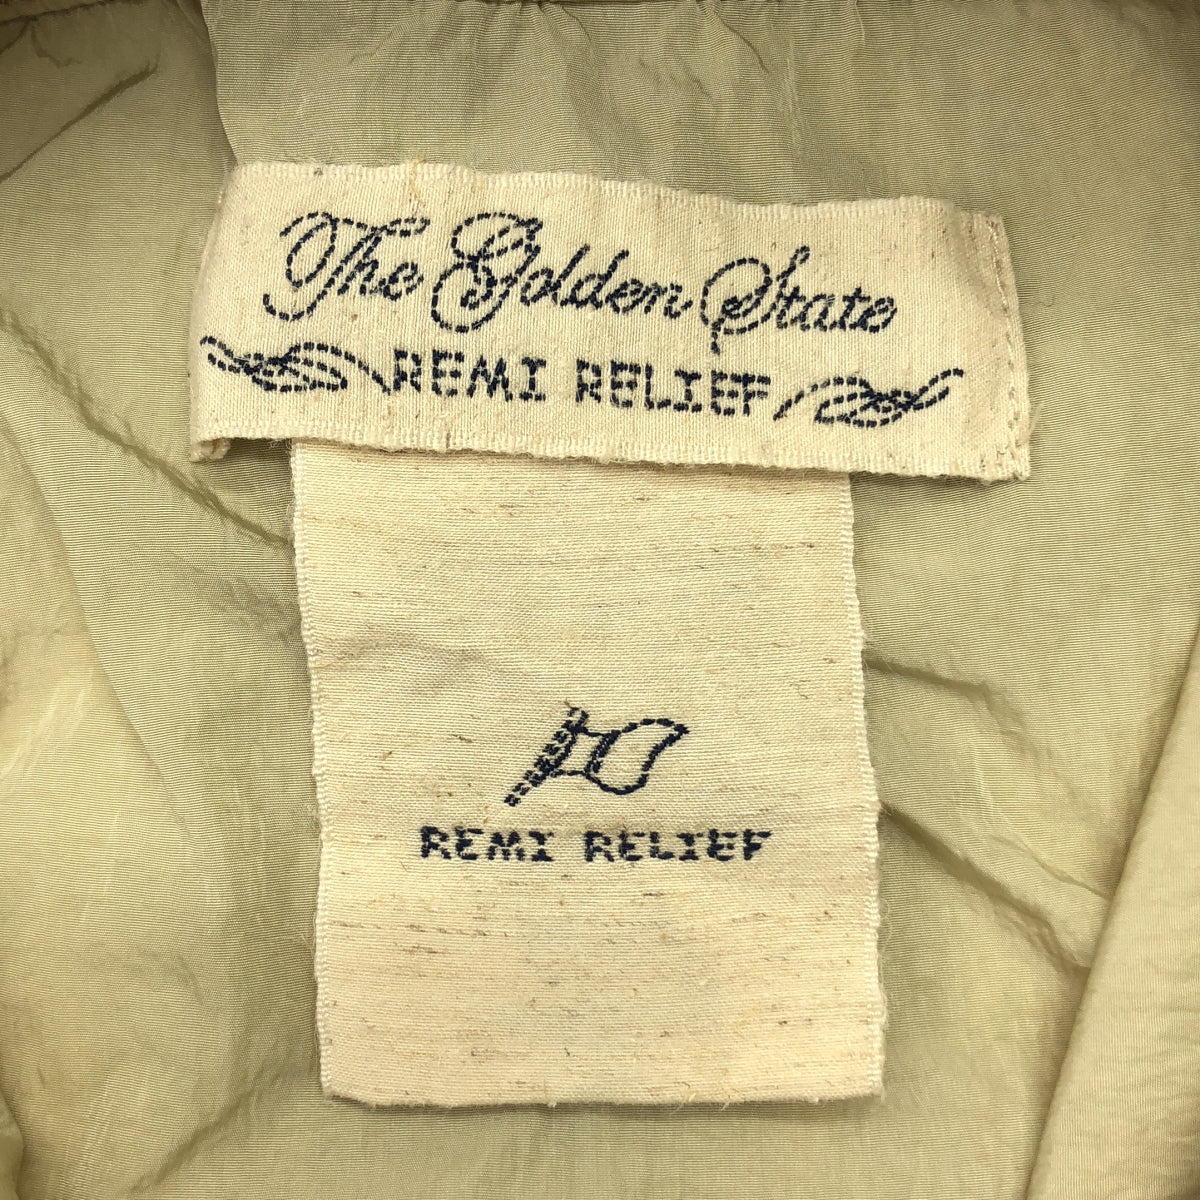 The Golden State
REMI RELIEF
REMI RELIEF